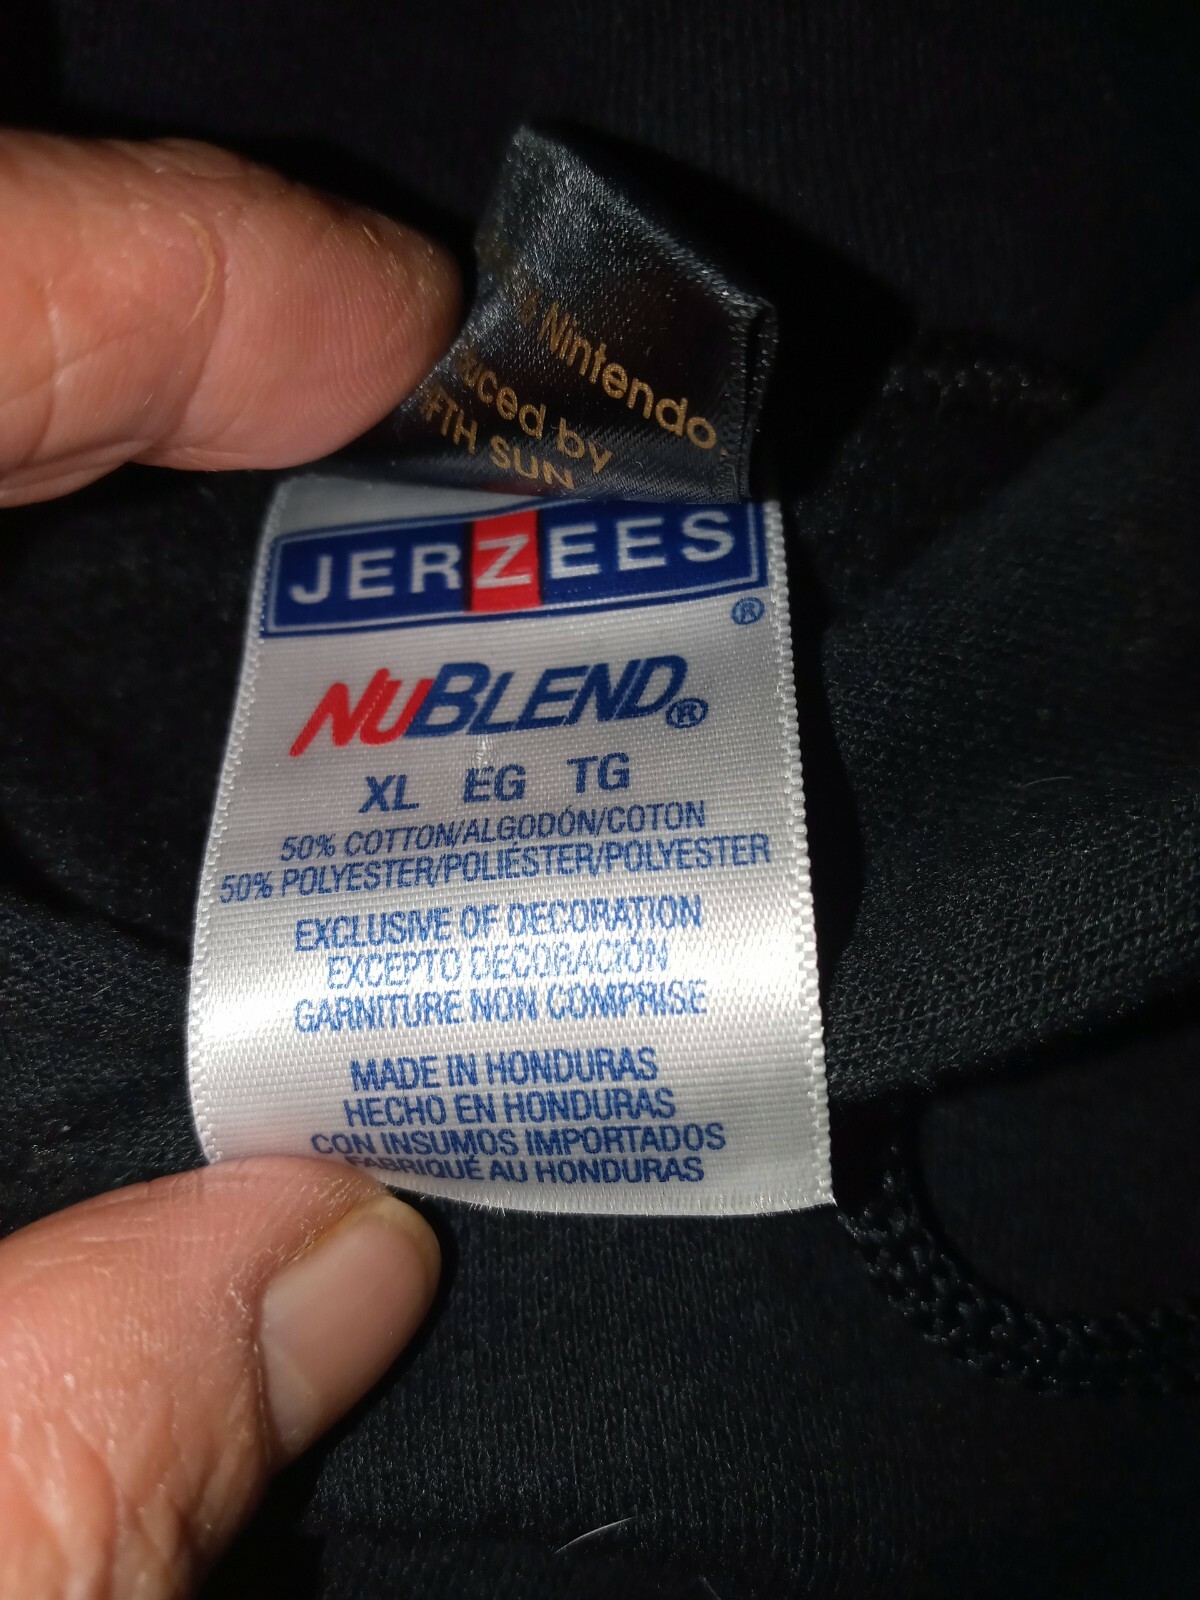 Nintendo
by
SUN
JERZEES
®
NUBLEND®
XL EG TG
50% COTTON/ALGODÓN/COTON
50% POLYESTER/POLIÉSTER/POLYESTER
EXCLUSIVE OF DECORATION
EXCEPTO DECORACIÓN
GARNITURE NON COMPRISE
MADE IN HONDURAS
HECHO EN HONDURAS
CON INSUMOS IMPORTADOS
FABRIQUÉ AU HONDURAS